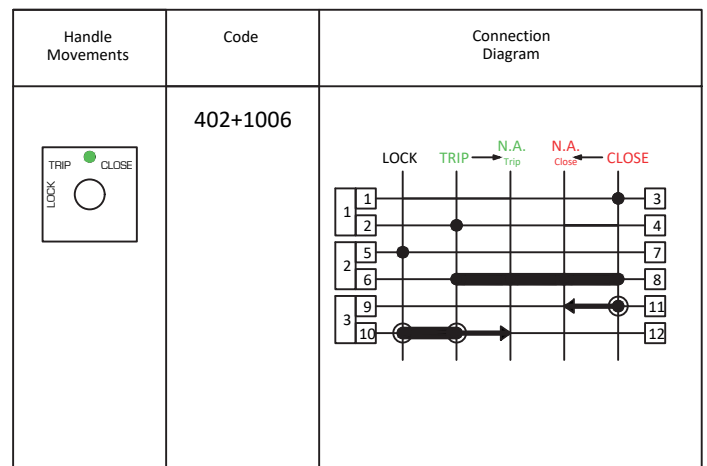 Handle
Movements
Code
Connection
Diagram
402+1006
TRIP
CLOSE
LOCK
LOCK
TRIP
N.A.
Trip
N.A.
Close
CLOSE
1
1
3
2
4
2
5
7
6
8
3
9
11
10
12